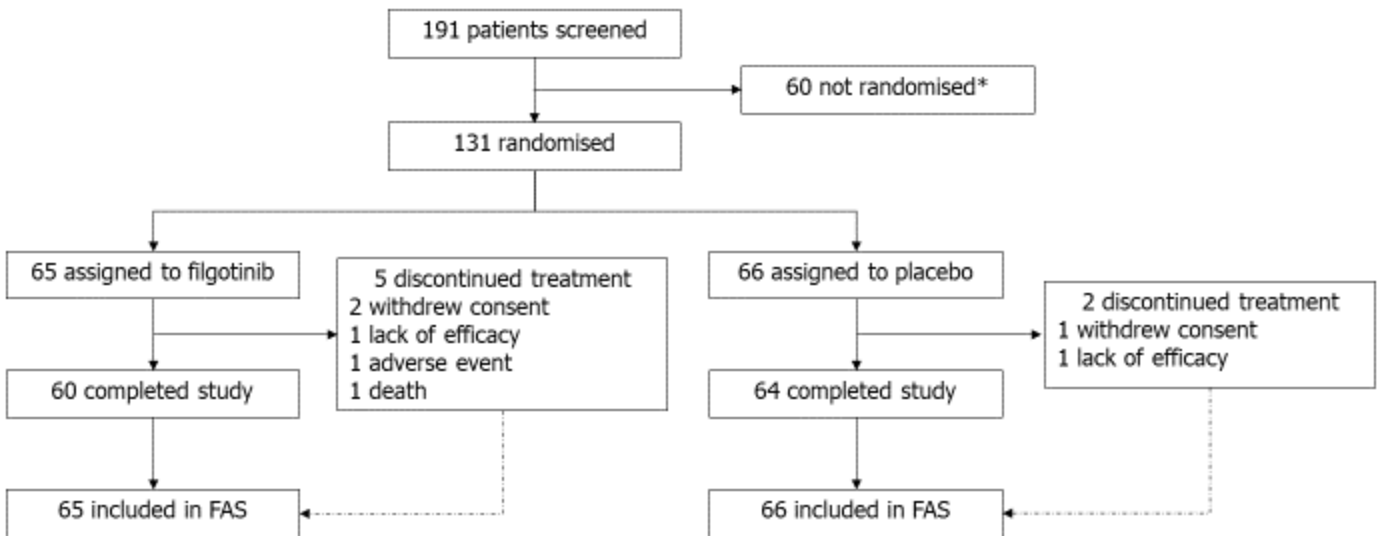 191 patients screened
60 not randomised*
131 randomised
65 assigned to filgotinib
5 discontinued treatment
2 withdrew consent
1 lack of efficacy
1 adverse event
1 death
60 completed study
65 included in FAS
66 assigned to placebo
2 discontinued treatment
1 withdrew consent
1 lack of efficacy
64 completed study
66 included in FAS